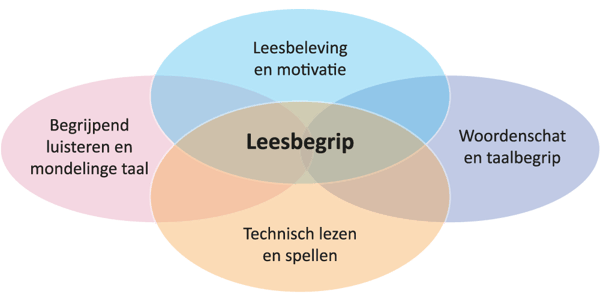 Leesbeleving
en motivatie
Begrijpend
luisteren en
mondelinge taal
Leesbegrip
Woordenschat
en taalbegrip
Technisch lezen
en spellen